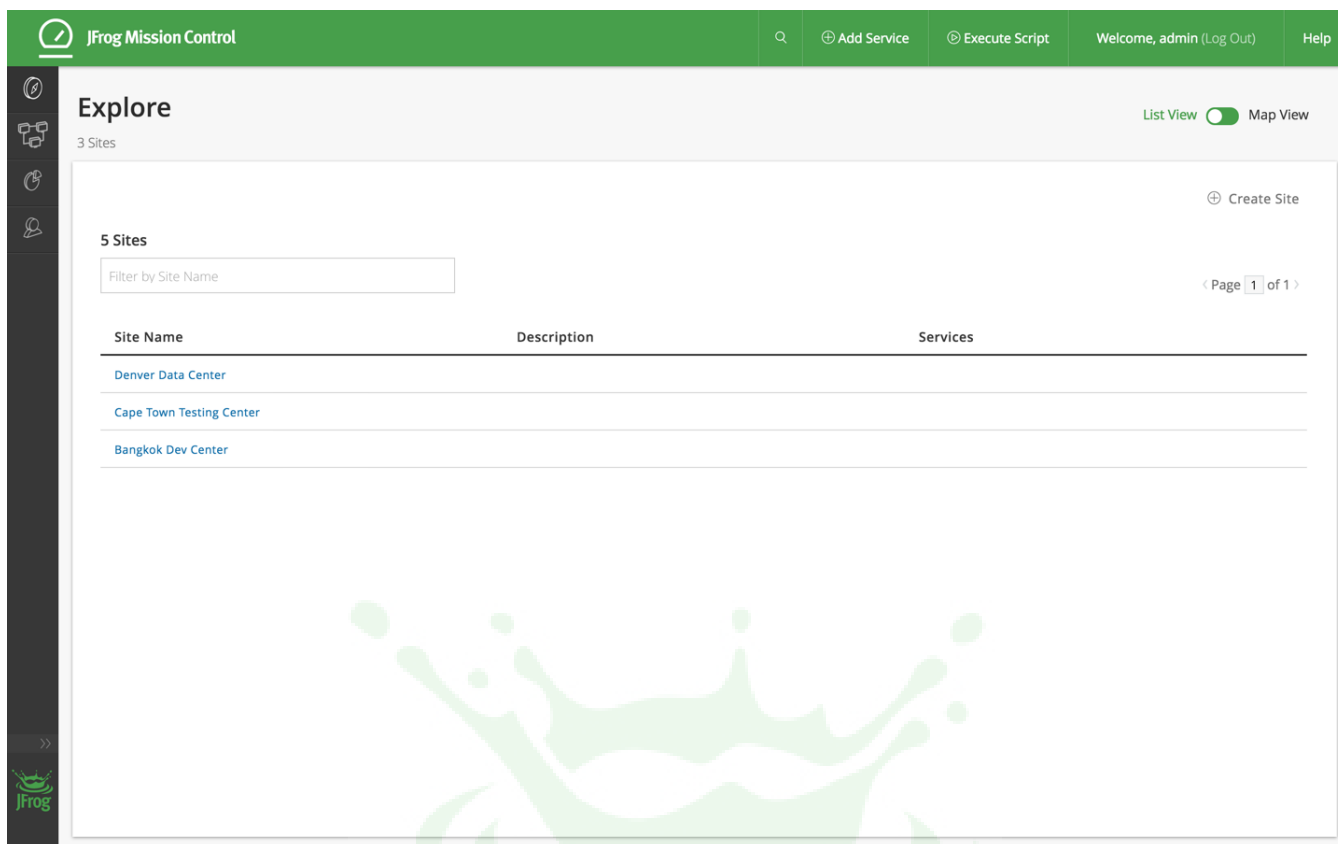 JFrog Mission Control
Add Service
Execute Script
Welcome, admin (Log Out)
Help
Explore
List View
Map View
3 Sites
Create Site
5 Sites
Filter by Site Name
Page 1 of 1
Site Name Description Services
Denver Data Center
Cape Town Testing Center
Bangkok Dev Center
JFrog